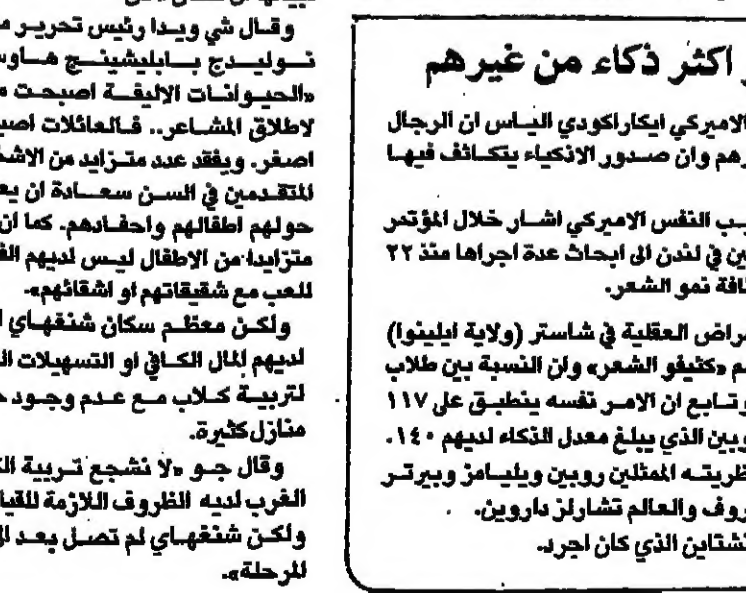 اكثر ذكاء من غيرهم
الاميركي ايكاراكودي الياس ان الرجال
رهم وان صدور الاذكياء يتكاثف فيها
يب النفس الاميركي اشار خلال المؤتمر
ين في لندن الى ابحاث عدة اجراها منذ ٢٢
افة نمو الشعر.
مراض العقلية في شاستر (ولاية ايلينوا)
هم «كثيفو الشعر» وان النسبة بين طلاب
وتابع ان الامر نفسه ينطبق على ١١٧
وبين الذي يبلغ معدل الذكاء لديهم ١٤٠.
نظريته الممثلين روبين ويليامز وبيرتر
روف والعالم تشارلز داروين.
نشتاين الذي كان اجرد.
وقال شي ويدا رئيس تحرير م
نوليدج بابليشينج هاوس
«الحيوانات الاليفة اصبحت
لاطلاق المشاعر.. فالعائلات اصب
اصغر. ويفقد عدد متزايد من الاشخ
المتقدمين في السن سعادة ان يع
حولهم اطفالهم واحفادهم. كما ان
متزايدا من الاطفال ليس لديهم الف
للعب مع شقيقاتهم او اشقائهم».
ولكن معظم سكان شنغهاي ا
لديهم المال الكافي او التسهيلات ال
لتربية كلاب مع عدم وجود ح
منازل كثيرة.
وقال جو «لا نشجع تربية الك
الغرب لديه الظروف اللازمة للقيا
ولكن شنغهاي لم تصل بعد ال
المرحلة».